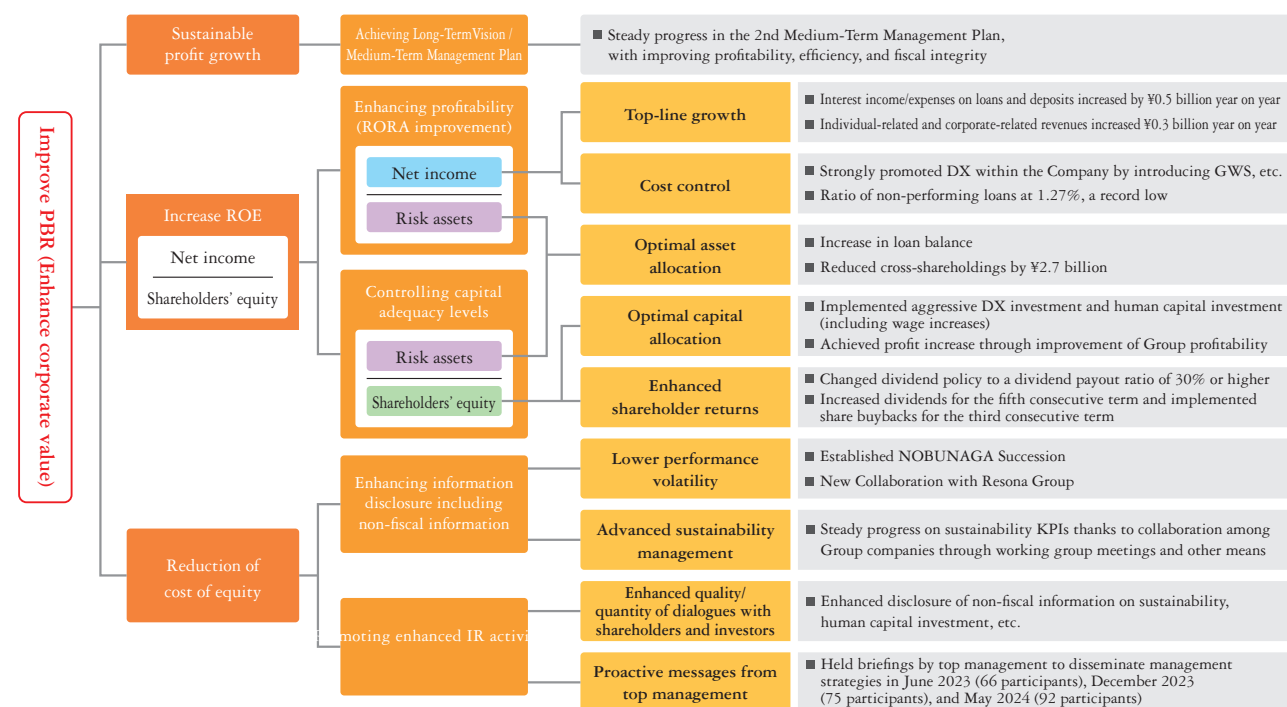 Improve PBR (Enhance corporate value)
Sustainable
profit growth
Achieving Long-TermVision /
Medium-Term Management Plan
■ Steady progress in the 2nd Medium-Term Management Plan,
with improving profitability, efficiency, and fiscal integrity
Increase ROE
Net income
Shareholders' equity
Enhancing profitability
(RORA improvement)
Net income
Risk assets
Controlling capital
adequacy levels
Risk assets
Shareholders' equity
Top-line growth
■ Interest income/expenses on loans and deposits increased by ¥0.5 billion year on year
■ Individual-related and corporate-related revenues increased ¥0.3 billion year on year
Cost control
■ Strongly promoted DX within the Company by introducing GWS, etc.
■ Ratio of non-performing loans at 1.27%, a record low
Optimal asset
allocation
■ Increase in loan balance
■ Reduced cross-shareholdings by ¥2.7 billion
Optimal capital
allocation
■ Implemented aggressive DX investment and human capital investment
(including wage increases)
■ Achieved profit increase through improvement of Group profitability
Enhanced
shareholder returns
■ Changed dividend policy to a dividend payout ratio of 30% or higher
■ Increased dividends for the fifth consecutive term and implemented
share buybacks for the third consecutive term
Reduction of
cost of equity
Enhancing information
disclosure including
non-fiscal information
Lower performance
volatility
■ Established NOBUNAGA Succession
■ New Collaboration with Resona Group
Advanced sustainability
management
■ Steady progress on sustainability KPIs thanks to collaboration among
Group companies through working group meetings and other means
moting enhanced IR activi
Enhanced quality/
quantity of dialogues with
shareholders and investors
■ Enhanced disclosure of non-fiscal information on sustainability,
human capital investment, etc.
Proactive messages from
top management
■ Held briefings by top management to disseminate management
strategies in June 2023 (66 participants), December 2023
(75 participants), and May 2024 (92 participants)